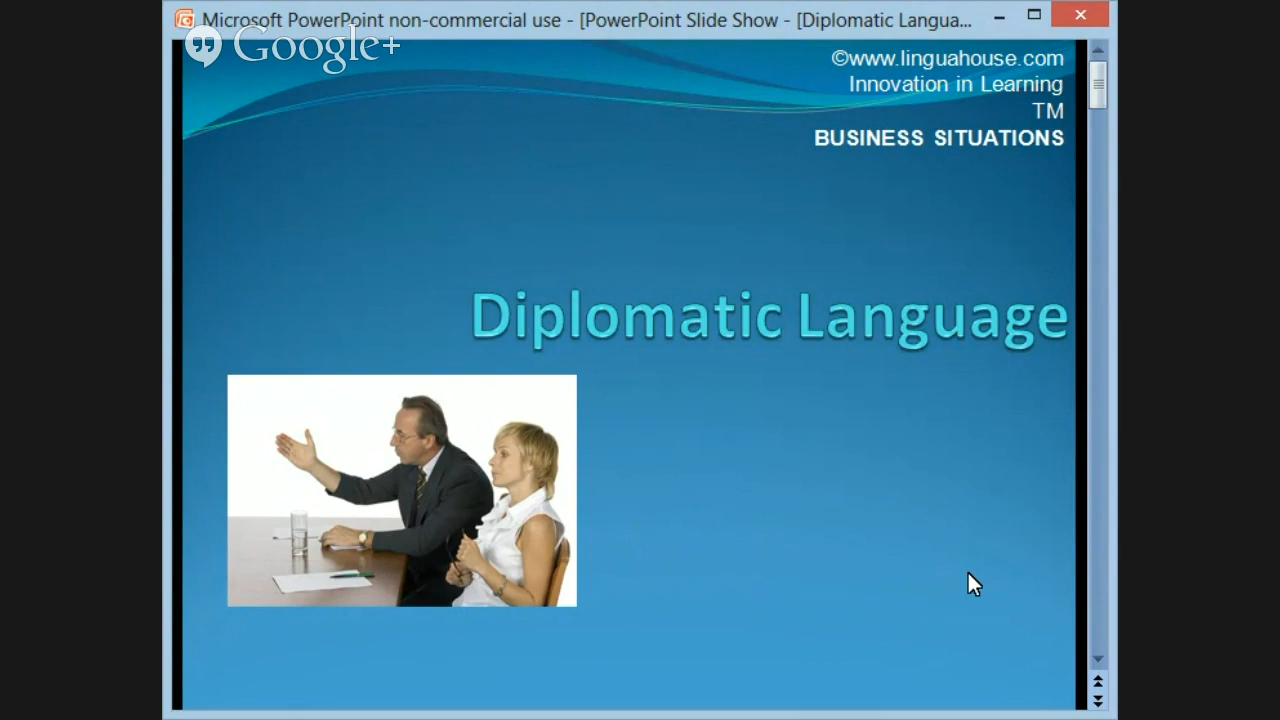 Microsoft PowerPoint non-commercial use - [PowerPoint Slide Show - [Diplomatic Langua...
Google+
©www.linguahouse.com
Innovation in Learning
TM
BUSINESS SITUATIONS
Diplomatic Language